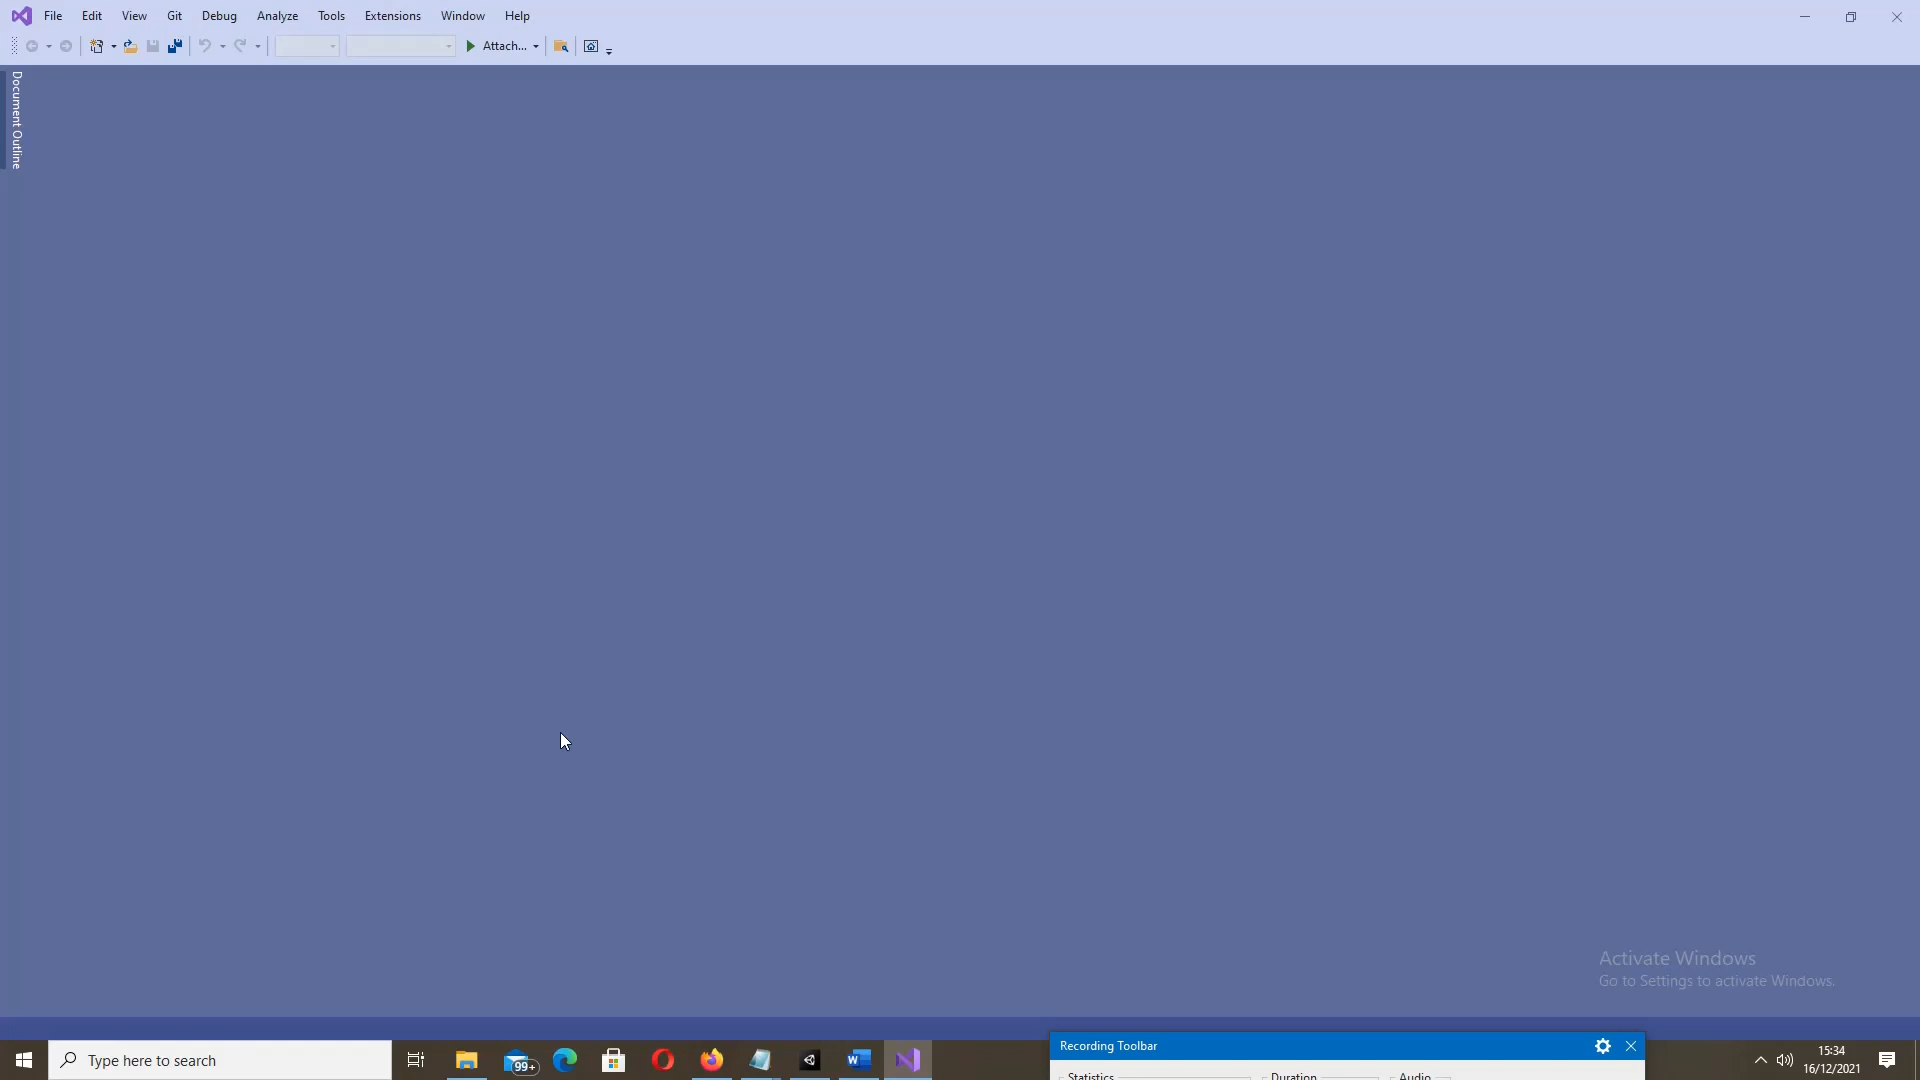 File Edit View Git Debug Analyze Tools Extensions Window Help
Attach...
Document Outline
Activate Windows
Go to Settings to activate Windows.
Recording Toolbar
Statistics Duration Audio
Type here to search
99+
W
15:34
16/12/2021